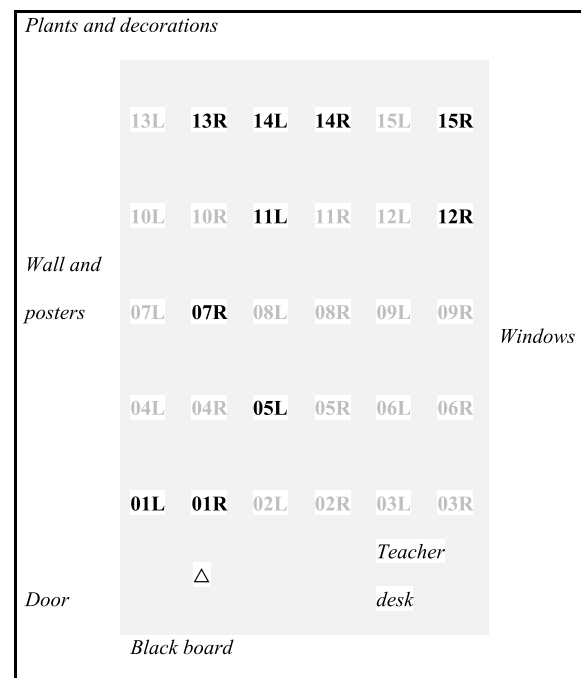 Plants and decorations
13L 13R 14L 14R 15L 15R
10L 10R 11L 11R 12L 12R
Wall and
posters
07L 07R 08L 08R 09L 09R
Windows
04L 04R 05L 05R 06L 06R
01L 01R 02L 02R 03L 03R
Teacher
desk
Door
Black board